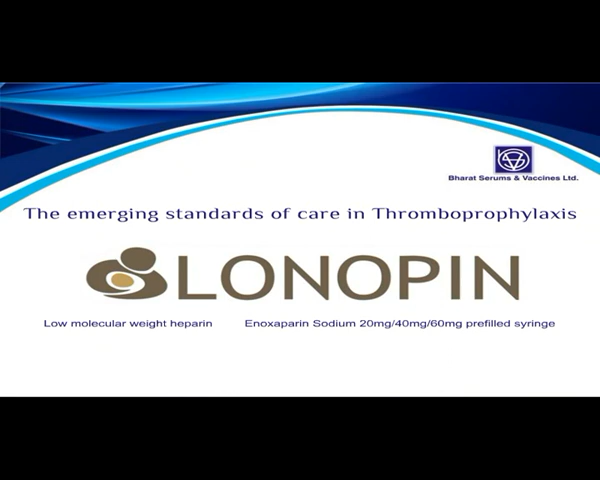 Bharat Serums & Vaccines Ltd.
The emerging standards of care in Thromboprophylaxis
LONOPIN
Low molecular weight heparin Enoxaparin Sodium 20mg/40mg/60mg prefilled syringe